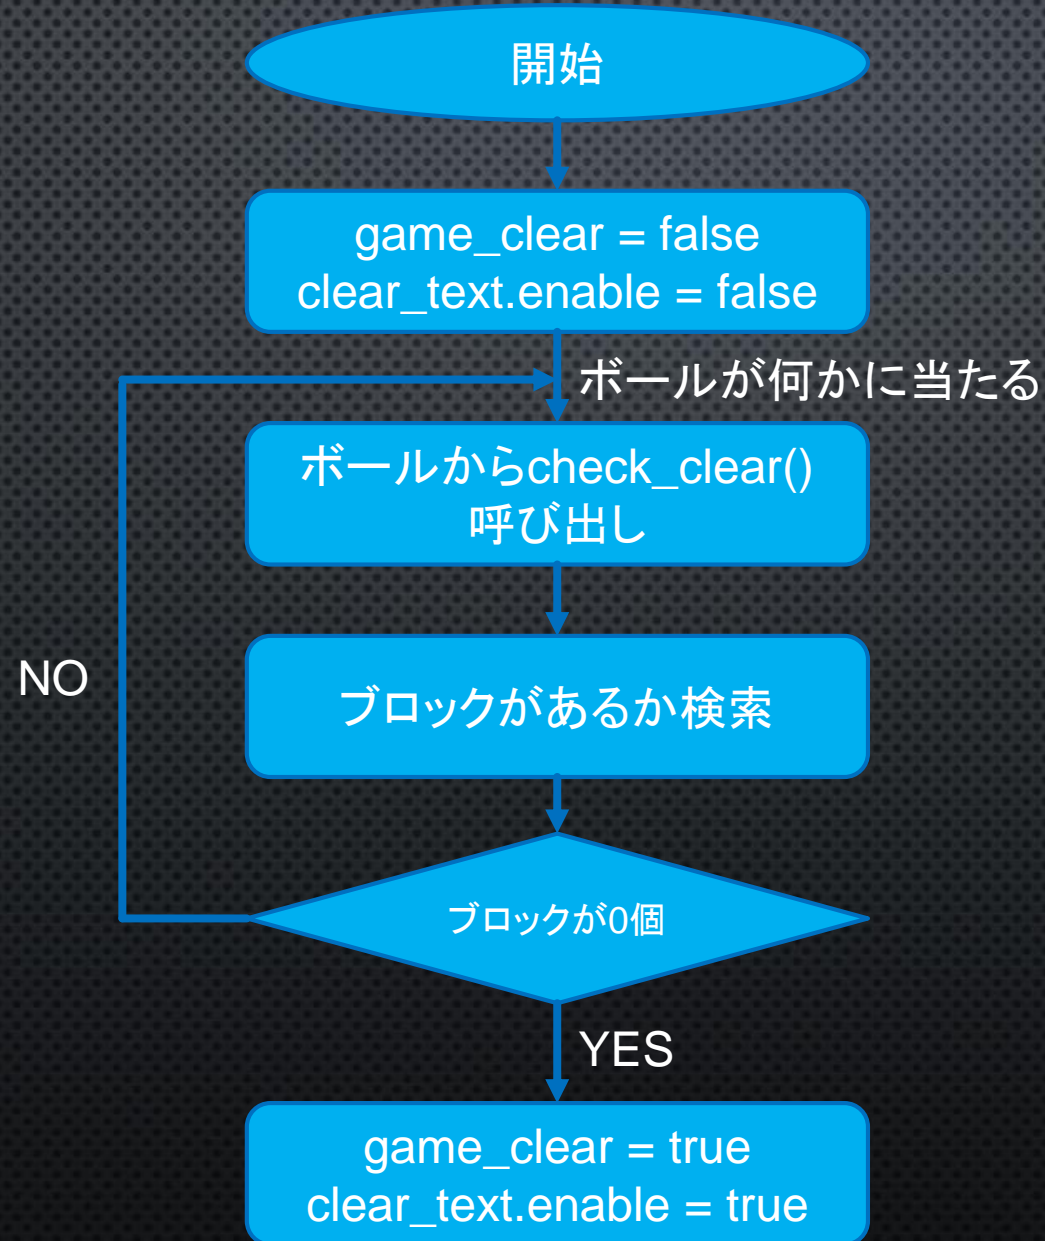 開始
game_clear = false
clear_text.enable = false
ボールが何かに当たる
ボールからcheck_clear()
呼び出し
ブロックがあるか検索
NO
ブロックが0個
YES
game_clear = true
clear_text.enable = true